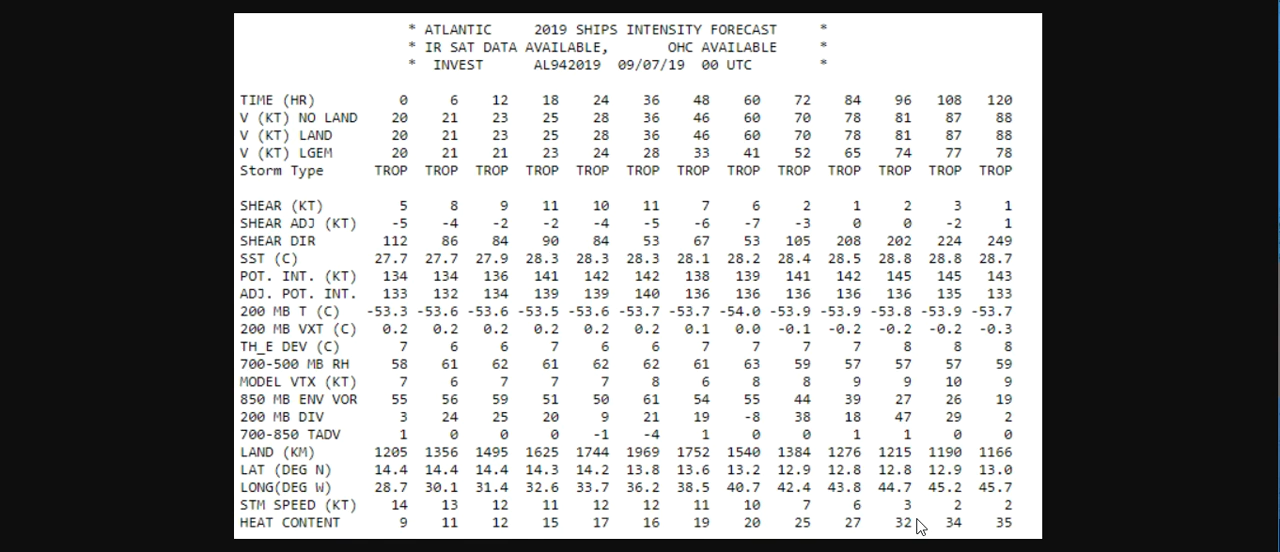 * ATLANTIC 2019 SHIPS INTENSITY FORECAST *
* IR SAT DATA AVAILABLE, OHC AVAILABLE *
* INVEST AL942019 09/07/19 00 UTC *
TIME (HR) 0 6 12 18 24 36 48 60 72 84 96 108 120
V (KT) NO LAND 20 21 23 25 28 36 46 60 70 78 81 87 88
V (KT) LAND 20 21 23 25 28 36 46 60 70 78 81 87 88
V (KT) LGEM 20 21 21 23 24 28 33 41 52 65 74 77 78
Storm Type TROP TROP TROP TROP TROP TROP TROP TROP TROP TROP TROP TROP TROP
SHEAR (KT) 5 8 9 11 10 11 7 6 2 1 2 3 1
SHEAR ADJ (KT) -5 -4 -2 -2 -4 -5 -6 -7 -3 0 0 -2 1
SHEAR DIR 112 86 84 90 84 53 67 53 105 208 202 224 249
SST (C) 27.7 27.7 27.9 28.3 28.3 28.3 28.1 28.2 28.4 28.5 28.8 28.8 28.7
POT. INT. (KT) 134 134 136 141 142 142 138 139 141 142 145 145 143
ADJ. POT. INT. 133 132 134 139 139 140 136 136 136 136 136 135 133
200 MB T (C) -53.3 -53.6 -53.6 -53.5 -53.6 -53.7 -53.7 -54.0 -53.9 -53.9 -53.8 -53.9 -53.7
200 MB VXT (C) 0.2 0.2 0.2 0.2 0.2 0.2 0.1 0.0 -0.1 -0.2 -0.2 -0.2 -0.3
TH_E DEV (C) 7 6 6 7 6 6 7 7 7 7 8 8 8
700-500 MB RH 58 61 62 61 62 62 61 63 59 57 57 57 59
MODEL VTX (KT) 7 6 7 7 7 8 6 8 8 9 9 10 9
850 MB ENV VOR 55 56 59 51 50 61 54 55 44 39 27 26 19
200 MB DIV 3 24 25 20 9 21 19 -8 38 18 47 29 2
700-850 TADV 1 0 0 0 -1 -4 1 0 0 1 1 0 0
LAND (KM) 1205 1356 1495 1625 1744 1969 1752 1540 1384 1276 1215 1190 1166
LAT (DEG N) 14.4 14.4 14.4 14.3 14.2 13.8 13.6 13.2 12.9 12.8 12.8 12.9 13.0
LONG(DEG W) 28.7 30.1 31.4 32.6 33.7 36.2 38.5 40.7 42.4 43.8 44.7 45.2 45.7
STM SPEED (KT) 14 13 12 11 12 12 11 10 7 6 3 2 2
HEAT CONTENT 9 11 12 15 17 16 19 20 25 27 32 34 35